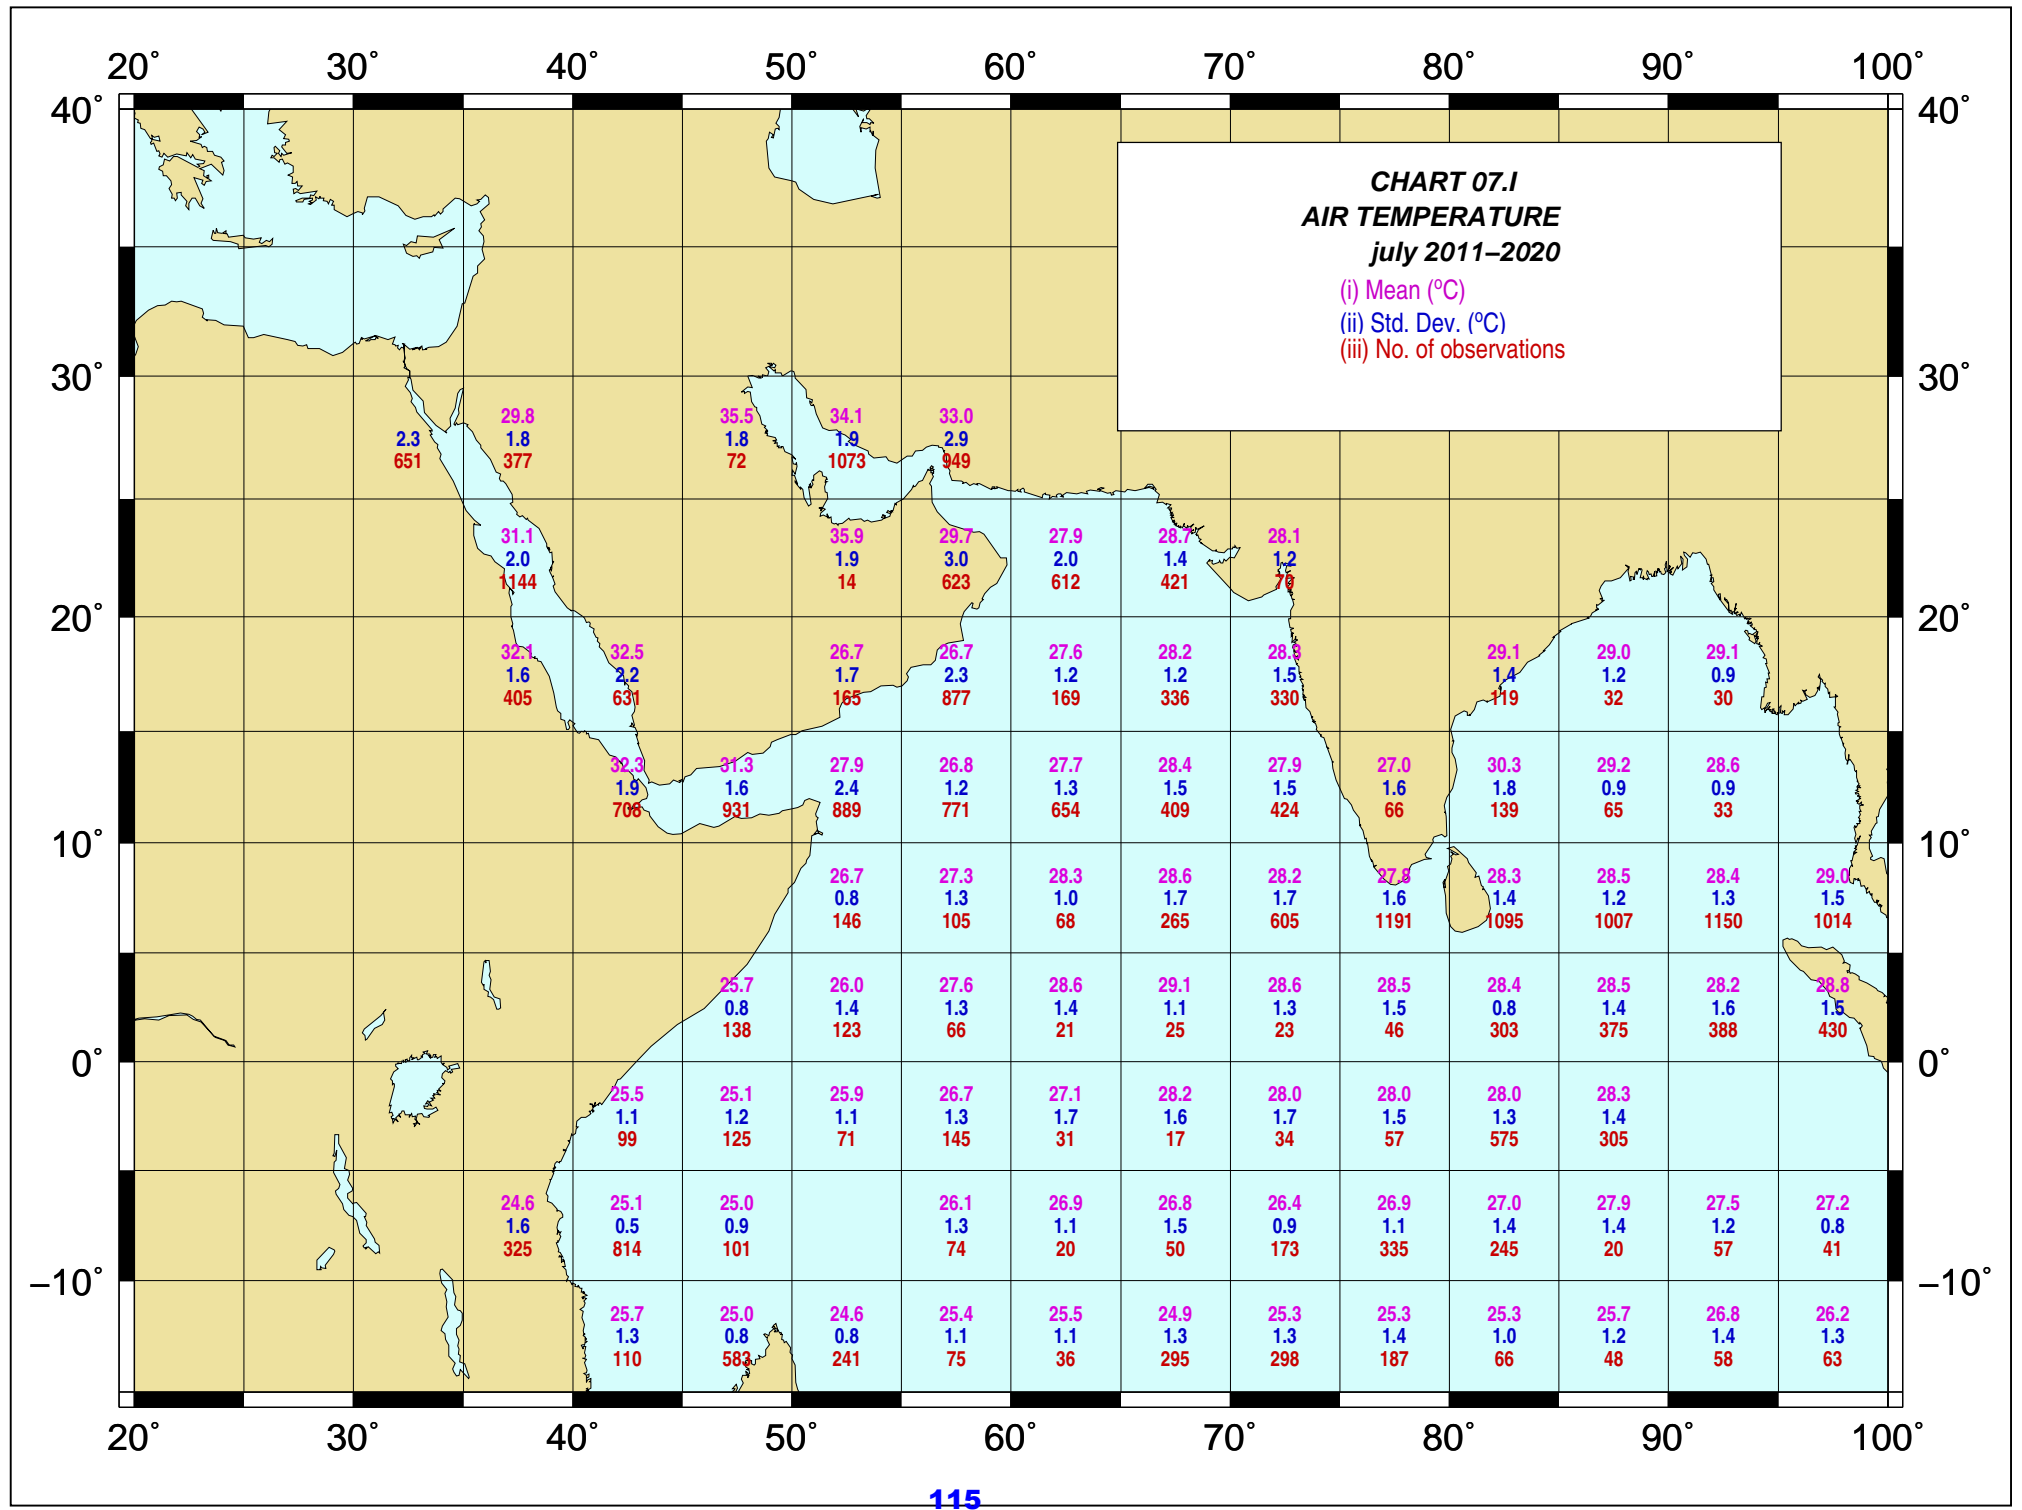 20° 30° 40° 50° 60° 70° 80° 90° 100°
40° 40°
CHART 07.I
AIR TEMPERATURE
july 2011–2020
(i) Mean (ºC)
(ii) Std. Dev. (ºC)
(iii) No. of observations
30° 30°
29.8 35.5 34.1 33.0
2.3 1.8 1.8 1.9 2.9
651 377 72 1073 949
31.1 35.9 29.7 27.9 28.7 28.1
2.0 1.9 3.0 2.0 1.4 1.2
1144 14 623 612 421 70
20° 20°
32.1 32.5 26.7 26.7 27.6 28.2 28.3 29.1 29.0 29.1
1.6 2.2 1.7 2.3 1.2 1.2 1.5 1.4 1.2 0.9
405 631 165 877 169 336 330 119 32 30
32.3 31.3 27.9 26.8 27.7 28.4 27.9 27.0 30.3 29.2 28.6
1.9 1.6 2.4 1.2 1.3 1.5 1.5 1.6 1.8 0.9 0.9
708 931 889 771 654 409 424 66 139 65 33
10° 10°
26.7 27.3 28.3 28.6 28.2 27.8 28.3 28.5 28.4 29.0
0.8 1.3 1.0 1.7 1.7 1.6 1.4 1.2 1.3 1.5
146 105 68 265 605 1191 1095 1007 1150 1014
25.7 26.0 27.6 28.6 29.1 28.6 28.5 28.4 28.5 28.2 28.8
0.8 1.4 1.3 1.4 1.1 1.3 1.5 0.8 1.4 1.6 1.5
138 123 66 21 25 23 46 303 375 388 430
0° 0°
25.5 25.1 25.9 26.7 27.1 28.2 28.0 28.0 28.0 28.3
1.1 1.2 1.1 1.3 1.7 1.6 1.7 1.5 1.3 1.4
99 125 71 145 31 17 34 57 575 305
24.6 25.1 25.0 26.1 26.9 26.8 26.4 26.9 27.0 27.9 27.5 27.2
1.6 0.5 0.9 1.3 1.1 1.5 0.9 1.1 1.4 1.4 1.2 0.8
325 814 101 74 20 50 173 335 245 20 57 41
–10° –10°
25.7 25.0 24.6 25.4 25.5 24.9 25.3 25.3 25.3 25.7 26.8 26.2
1.3 0.8 0.8 1.1 1.1 1.3 1.3 1.4 1.0 1.2 1.4 1.3
110 583 241 75 36 295 298 187 66 48 58 63
20° 30° 40° 50° 60° 70° 80° 90° 100°
115